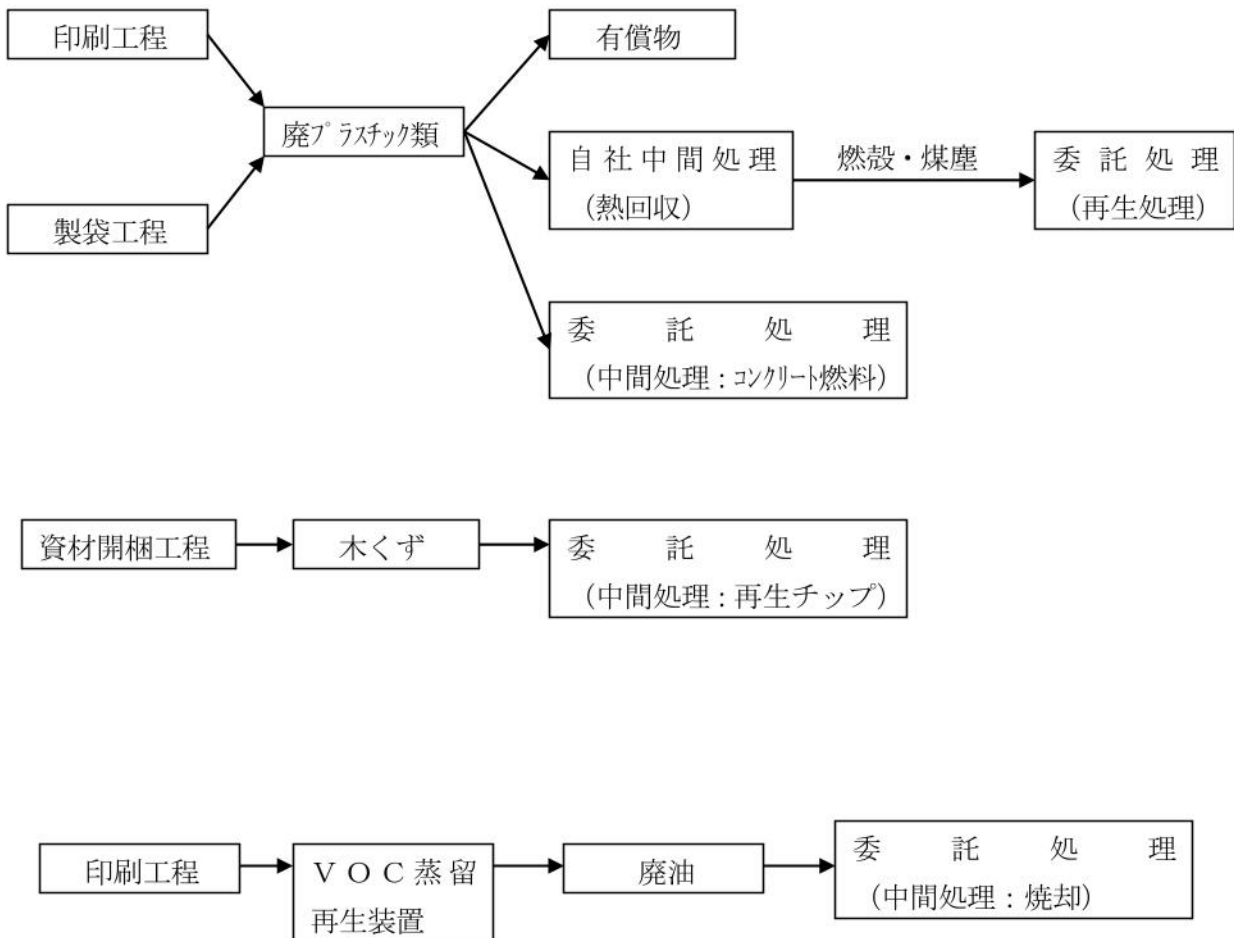 印刷工程
有償物
廃プラスチック類
自社中間処理
(熱回収)
燃殻・煤塵
委託処理
(再生処理)
製袋工程
委託処理
(中間処理：コンクリート燃料)
資材開梱工程
木くず
委託処理
(中間処理：再生チップ)
印刷工程
ＶＯＣ蒸留
再生装置
廃油
委託処理
(中間処理：焼却)